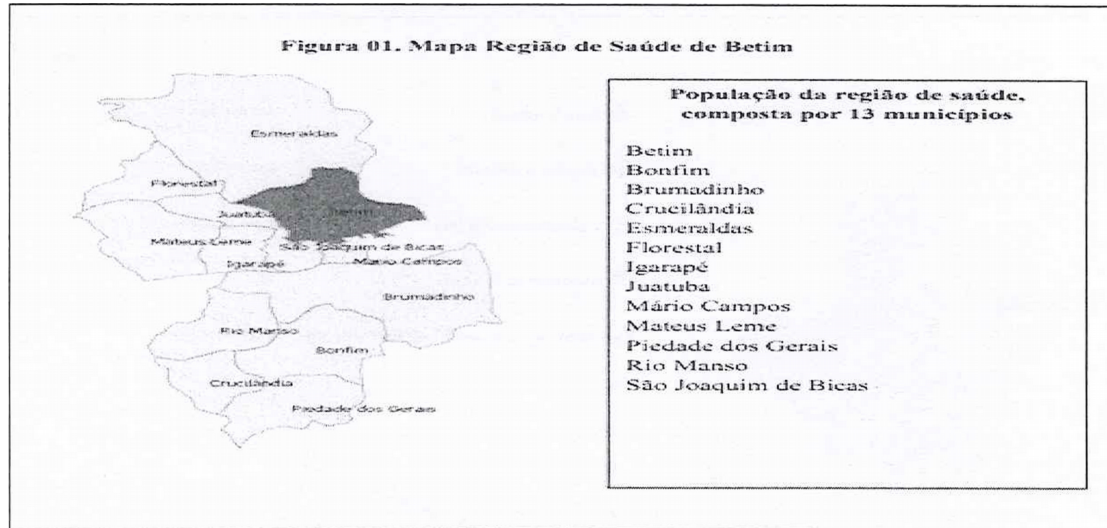 Figura 01. Mapa Região de Saúde de Betim
Esmeraldas
Florestal
Juatuba
Betim
Mateus Leme
São Joaquim de Bicas
Igarapé
Mario Campos
Brumadinho
Rio Manso
Bonfim
Crucilândia
Piedade dos Gerais
População da região de saúde,
composta por 13 municípios
Betim
Bonfim
Brumadinho
Crucilândia
Esmeraldas
Florestal
Igarapé
Juatuba
Mário Campos
Mateus Leme
Piedade dos Gerais
Rio Manso
São Joaquim de Bicas